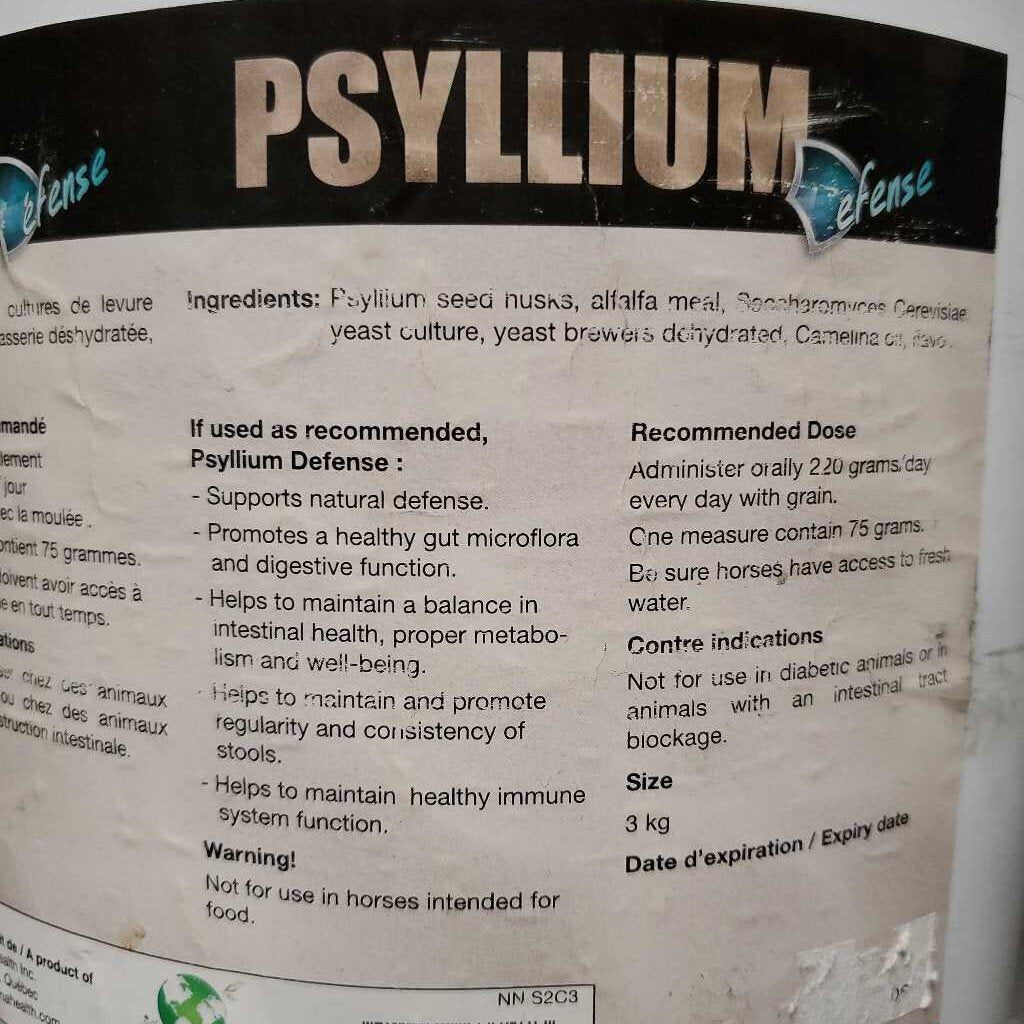 PSYLLIUM
efense
Defense
cultures de levure
asserie déshydratée,
Ingredients: Psyllium seed husks, alfalfa meal, Saccharomyces Cerevisiae
yeast culture, yeast brewers dehydrated, Camelina oil,
mandé
lement
jour
ec la moulée .
ontient 75 grammes.
doivent avoir accès à
e en tout temps.
ations
chez des animaux
ou chez des animaux
struction intestinale.
If used as recommended,
Psyllium Defense :
- Supports natural defense.
- Promotes a healthy gut microflora
and digestive function.
- Helps to maintain a balance in
intestinal health, proper metabo-
lism and well-being.
- Helps to maintain and promote
regularity and consistency of
stools.
- Helps to maintain healthy immune
system function.
Warning!
Not for use in horses intended for
food.
Recommended Dose
Administer orally 220 grams/day
every day with grain.
One measure contain 75 grams.
Be sure horses have access to fresh
water.
Contre indications
Not for use in diabetic animals or in
animals with an intestinal tract
blockage.
Size
3 kg
Date d'expiration / Expiry date
de / A product of
Inc.
Québec
health.com
NN S2C3